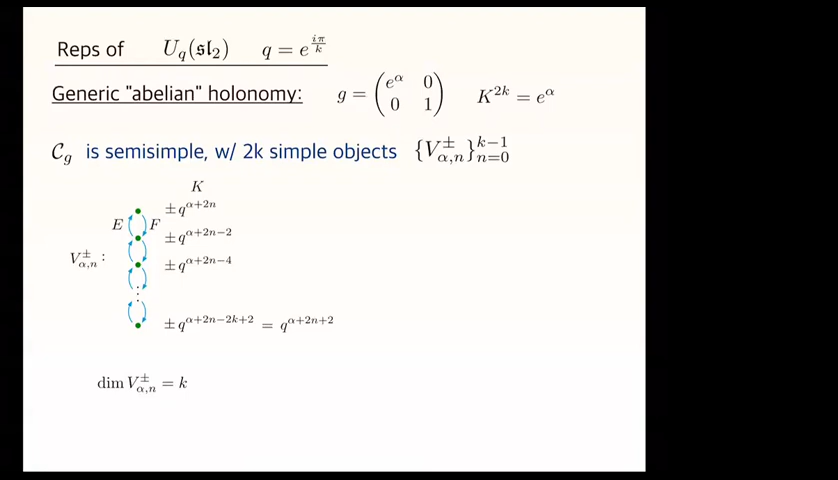 Reps of U_q(𝔰𝔩₂) q = e^{iπ/k}
Generic "abelian" holonomy: g = (e^α 0; 0 1) K^{2k} = e^α
𝒞_g is semisimple, w/ 2k simple objects {V^±_{α,n}}^{k−1}_{n=0}
K
±q^{α+2n}
E F
±q^{α+2n−2}
V^±_{α,n} :
±q^{α+2n−4}
⋮
±q^{α+2n−2k+2} = q^{α+2n+2}
dim V^±_{α,n} = k